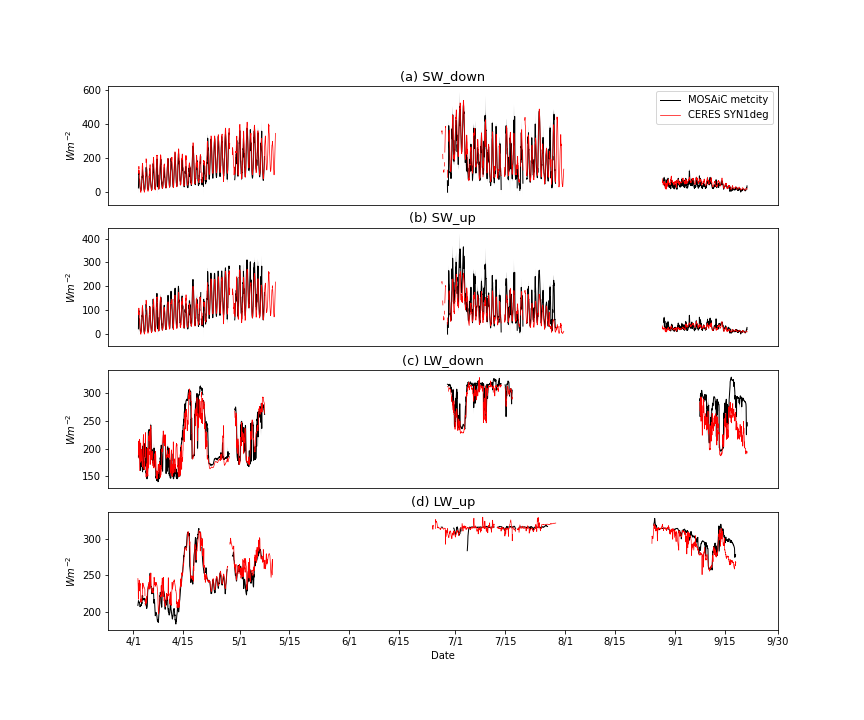 (a) SW_down
600
400
200
0
Wm⁻²
MOSAiC metcity
CERES SYN1deg
(b) SW_up
400
300
200
100
0
Wm⁻²
(c) LW_down
300
250
200
150
Wm⁻²
(d) LW_up
300
250
200
Wm⁻²
4/1 4/15 5/1 5/15 6/1 6/15 7/1 7/15 8/1 8/15 9/1 9/15 9/30
Date